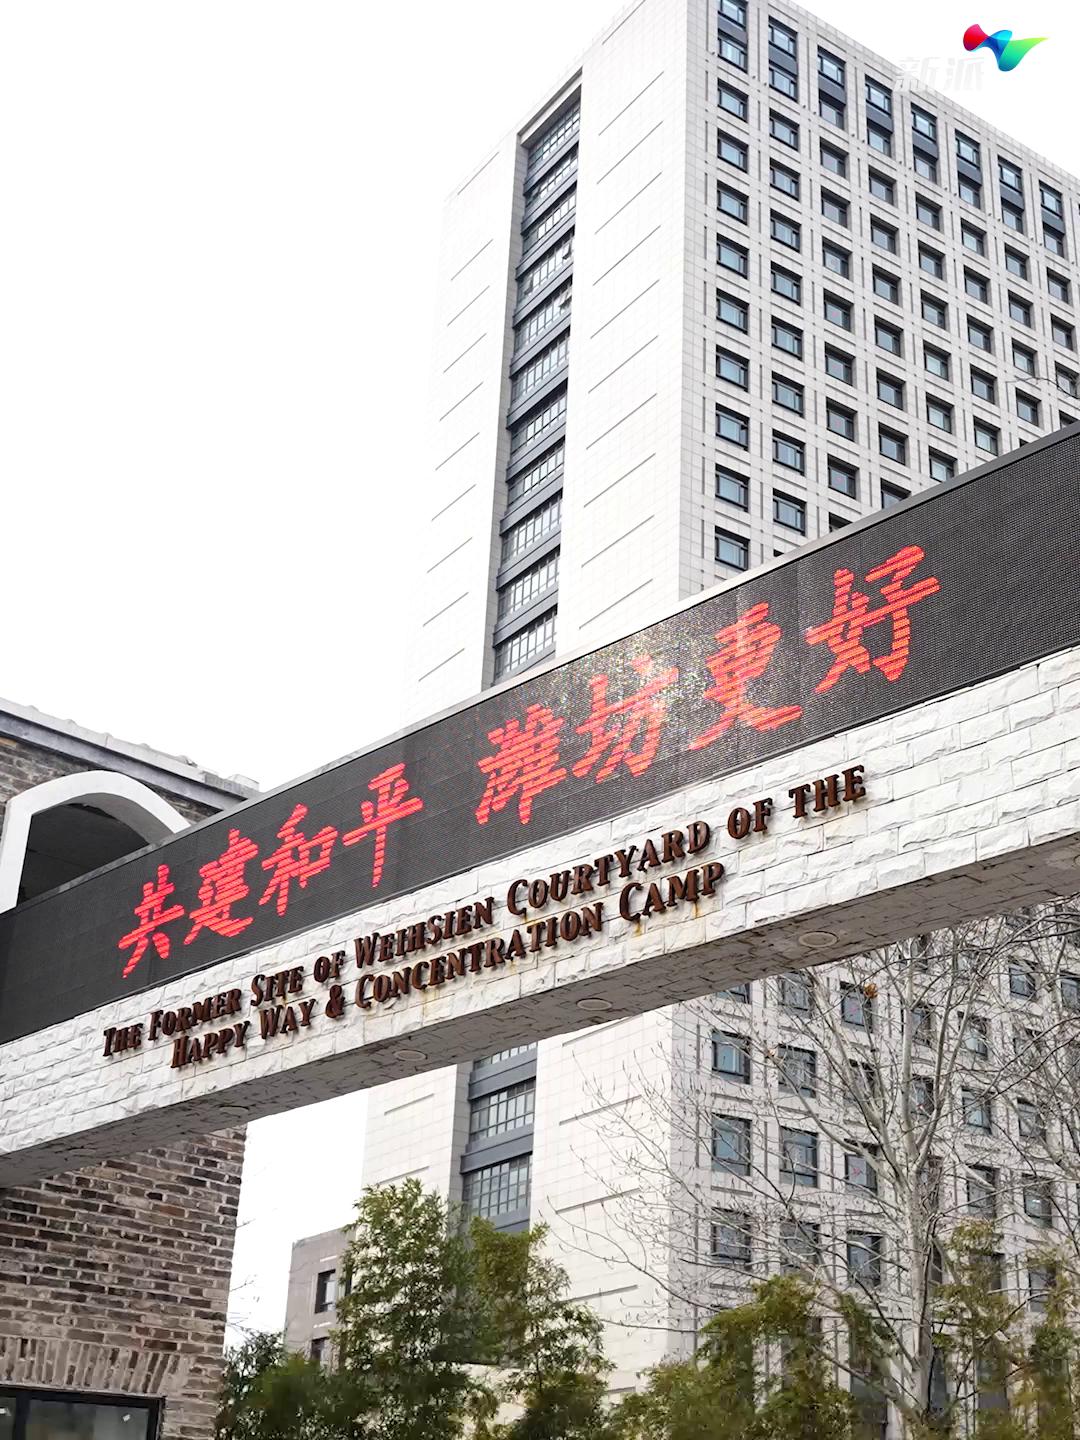 新派
共建和平 潍坊更好
The Former Site of Weihsien Courtyard of the
Happy Way & Concentration Camp